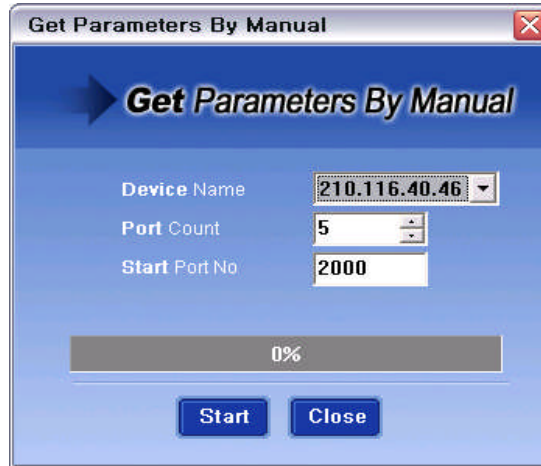 Get Parameters By Manual
Get Parameters By Manual
Device Name 210.116.40.46
Port Count 5
Start Port No 2000
0%
Start Close